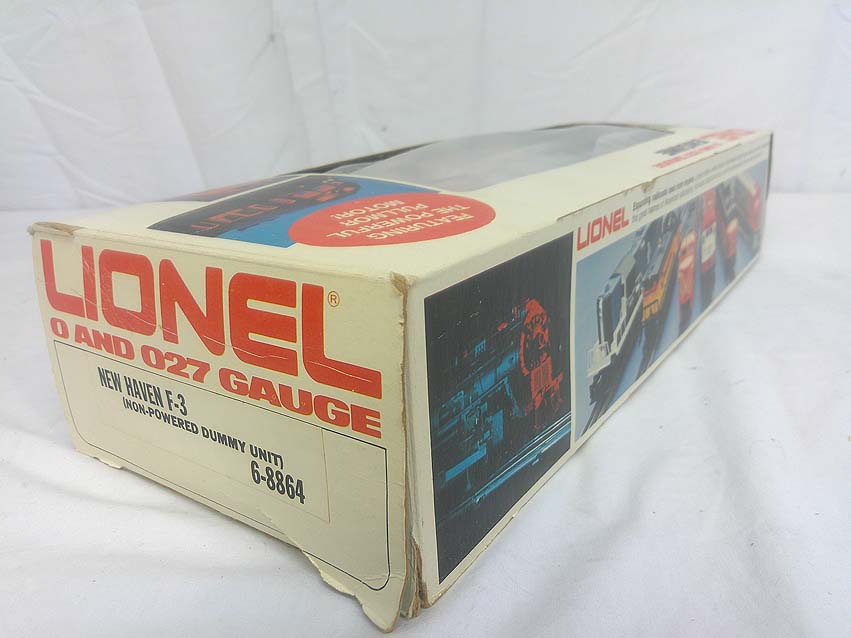 LIONEL®
O AND O27 GAUGE
NEW HAVEN F-3
(NON-POWERED DUMMY UNIT)
6-8864
FEATURING
THE POWERFUL
PULLMOR
MOTOR!
LIONEL